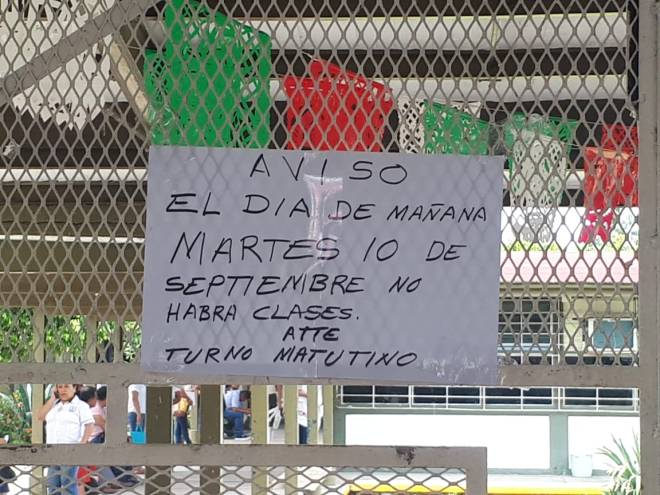 AVISO
EL DIA DE MAÑANA
MARTES 10 DE
SEPTIEMBRE NO
HABRA CLASES.
ATTE
TURNO MATUTINO